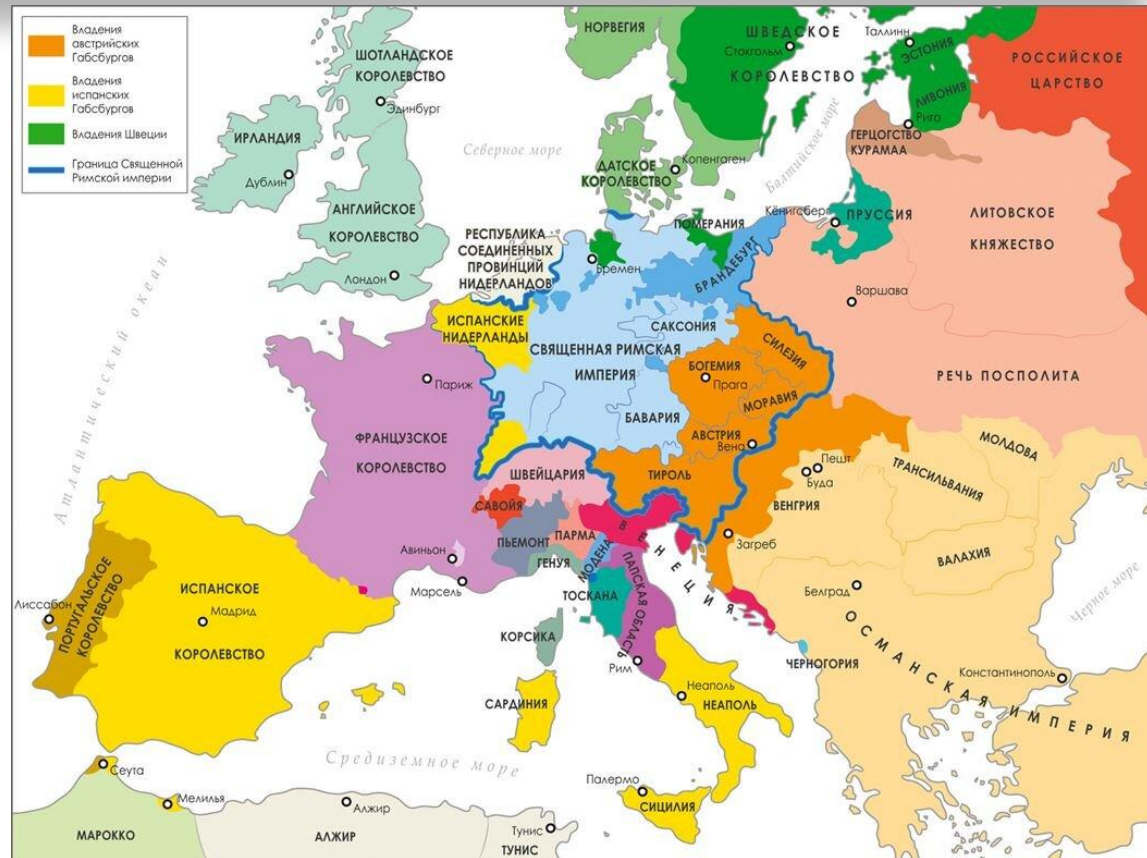 Владения
австрийских
Габсбургов
Владения
испанских
Габсбургов
Владения Швеции
Граница Священной
Римской империи
НОРВЕГИЯ
ШВЕДСКОЕ
Стокгольм
КОРОЛЕВСТВО
Таллинн
ЭСТОНИЯ
ЛИВОНИЯ
Рига
РОССИЙСКОЕ
ЦАРСТВО
ШОТЛАНДСКОЕ
КОРОЛЕВСТВО
Эдинбург
ИРЛАНДИЯ
Дублин
Северное море
Балтийское море
ГЕРЦОГСТВО
КУРАМАА
ДАТСКОЕ
КОРОЛЕВСТВО
Копенгаген
АНГЛИЙСКОЕ
КОРОЛЕВСТВО
Лондон
РЕСПУБЛИКА
СОЕДИНЕННЫХ
ПРОВИНЦИЙ
НИДЕРЛАНДОВ
ПОМЕРАНИЯ
Бремен
БРАНДЕБУРГ
Кёнигсберг
ПРУССИЯ
ЛИТОВСКОЕ
КНЯЖЕСТВО
Варшава
Атлантический океан
ИСПАНСКИЕ
НИДЕРЛАНДЫ
САКСОНИЯ
СВЯЩЕННАЯ РИМСКАЯ
ИМПЕРИЯ
СИЛЕЗИЯ
БОГЕМИЯ
Прага
МОРАВИЯ
РЕЧЬ ПОСПОЛИТА
Париж
БАВАРИЯ
АВСТРИЯ
Вена
ФРАНЦУЗСКОЕ
КОРОЛЕВСТВО
ШВЕЙЦАРИЯ
ТИРОЛЬ
Пешт
Буда
ВЕНГРИЯ
МОЛДОВА
ТРАНСИЛЬВАНИЯ
САВОЙЯ
ПЬЕМОНТ
ПАРМА
ВЕНЕЦИЯ
Загреб
ВАЛАХИЯ
Авиньон
ГЕНУЯ
МОДЕНА
Марсель
ТОСКАНА
ПАПСКАЯ ОБЛАСТЬ
Белград
Черное море
ПОРТУГАЛЬСКОЕ
КОРОЛЕВСТВО
Лиссабон
ИСПАНСКОЕ
Мадрид
КОРОЛЕВСТВО
КОРСИКА
Рим
ЧЕРНОГОРИЯ
ОСМАНСКАЯ ИМПЕРИЯ
Константинополь
САРДИНИЯ
Неаполь
НЕАПОЛЬ
Средиземное море
Сеута
Мелилья
Палермо
СИЦИЛИЯ
МАРОККО
Алжир
АЛЖИР
Тунис
ТУНИС